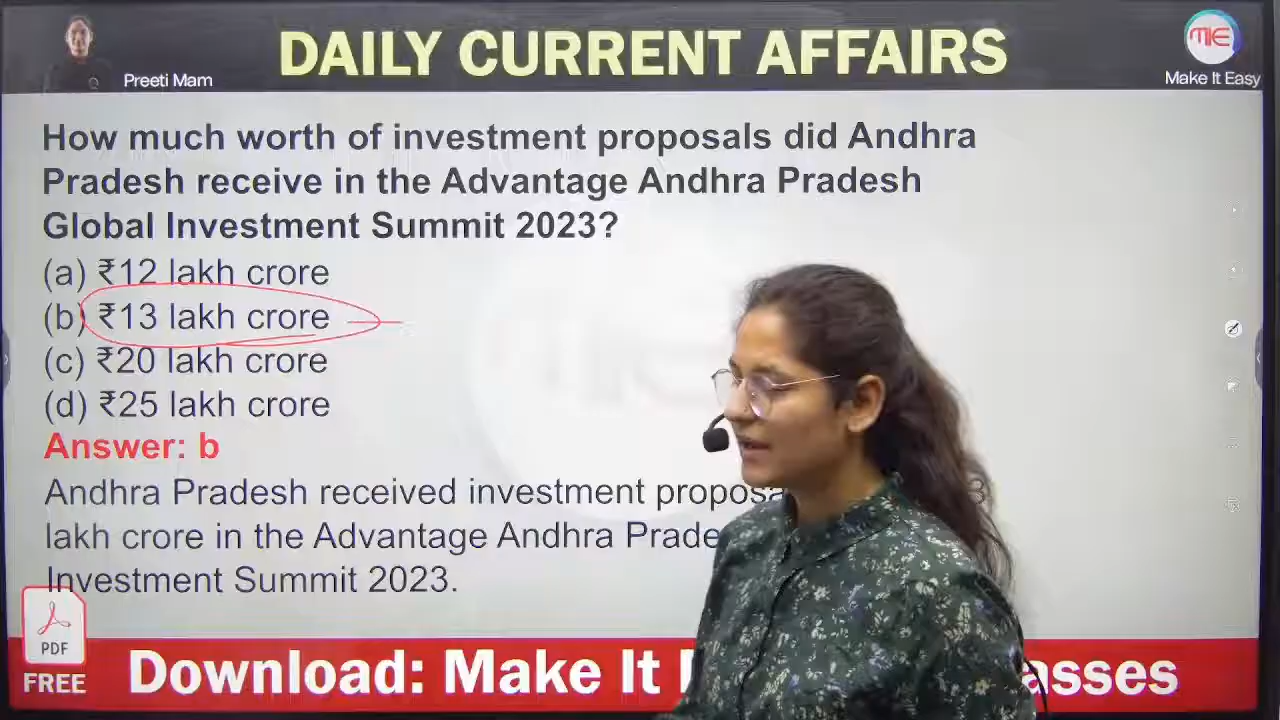 DAILY CURRENT AFFAIRS
Preeti Mam
MIE
Make It Easy
How much worth of investment proposals did Andhra
Pradesh receive in the Advantage Andhra Pradesh
Global Investment Summit 2023?
(a) ₹12 lakh crore
(b) ₹13 lakh crore
(c) ₹20 lakh crore
(d) ₹25 lakh crore
Answer: b
Andhra Pradesh received investment 3
lakh crore in the Advantage Andhra
Investment Summit 2023.
PDF
FREE
Download: Make It